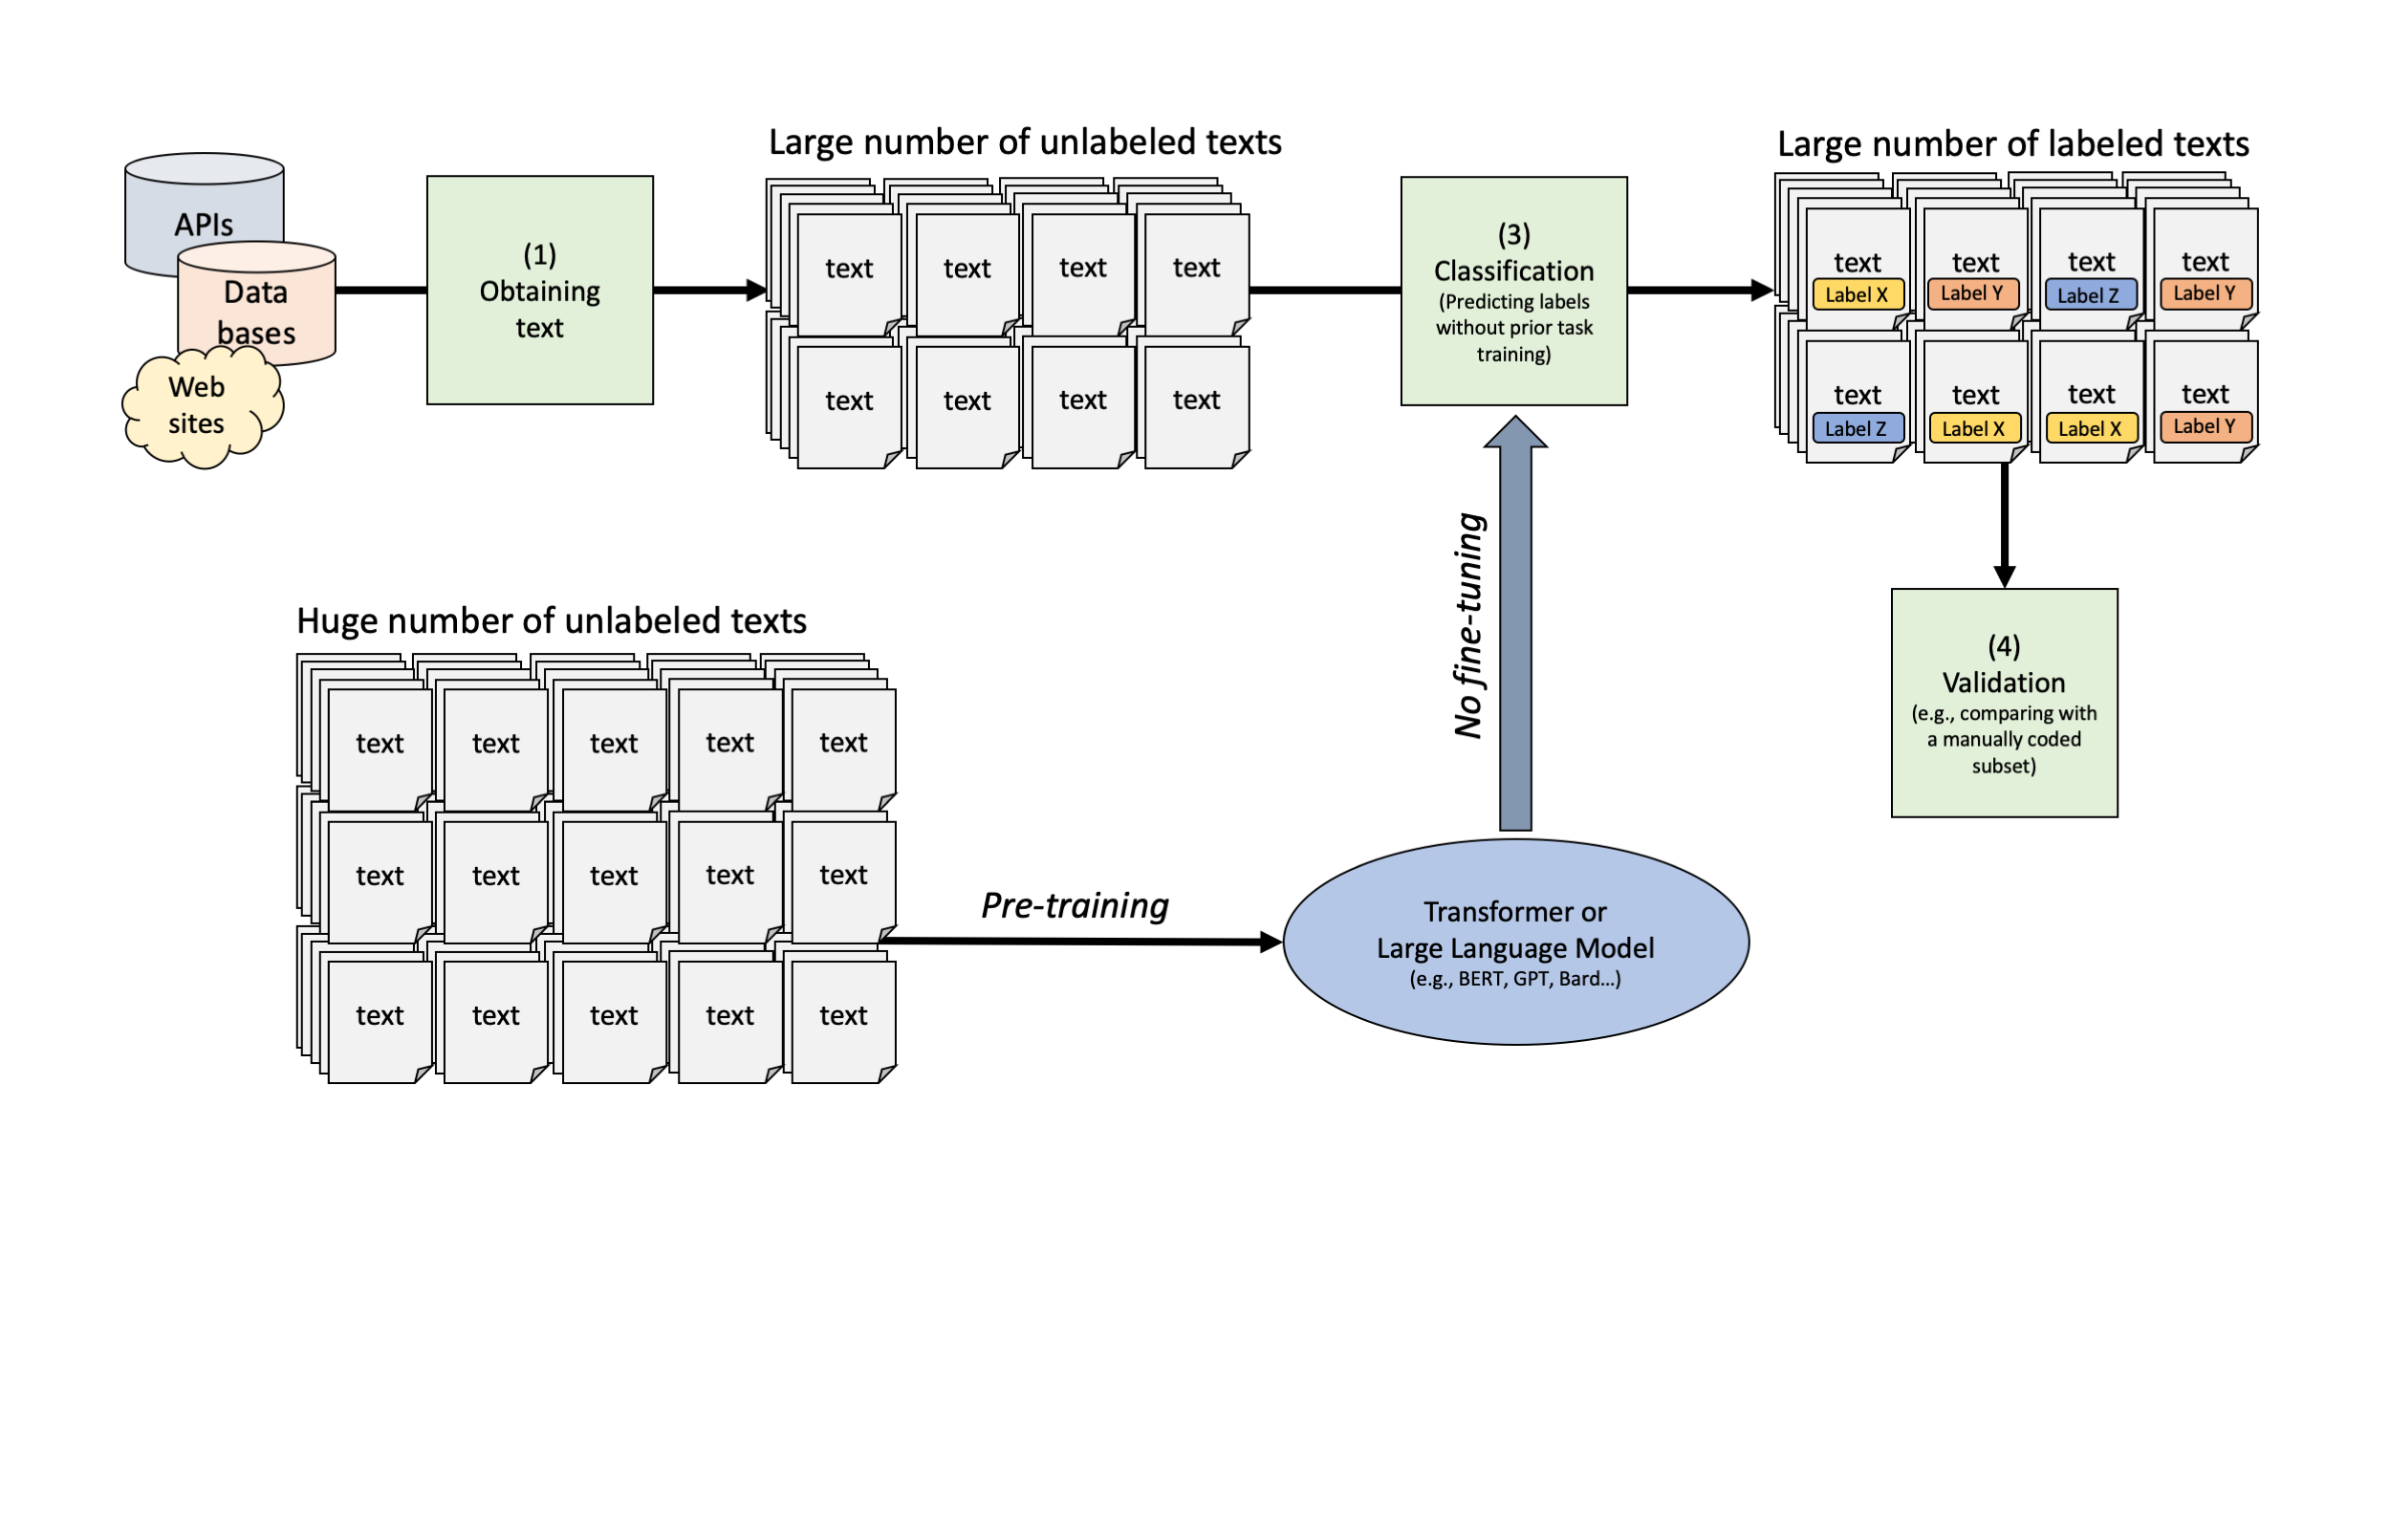 Large number of unlabeled texts
Large number of labeled texts
APIs
Data
bases
Web
sites
(1)
Obtaining
text
text text text text
text text text text
(3)
Classification
(Predicting labels
without prior task
training)
text text text text
Label X Label Y Label Z Label Y
text text text text
Label Z Label X Label X Label Y
No fine-tuning
(4)
Validation
(e.g., comparing with
a manually coded
subset)
Huge number of unlabeled texts
text text text text text
text text text text text
text text text text text
Pre-training
Transformer or
Large Language Model
(e.g., BERT, GPT, Bard...)